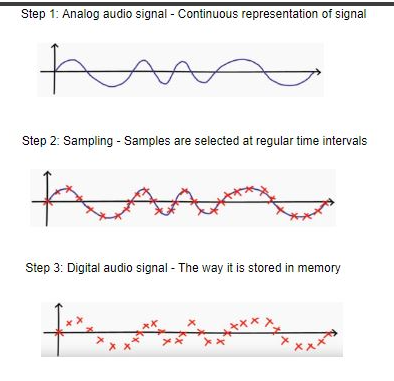 Step 1: Analog audio signal - Continuous representation of signal
Step 2: Sampling - Samples are selected at regular time intervals
Step 3: Digital audio signal - The way it is stored in memory